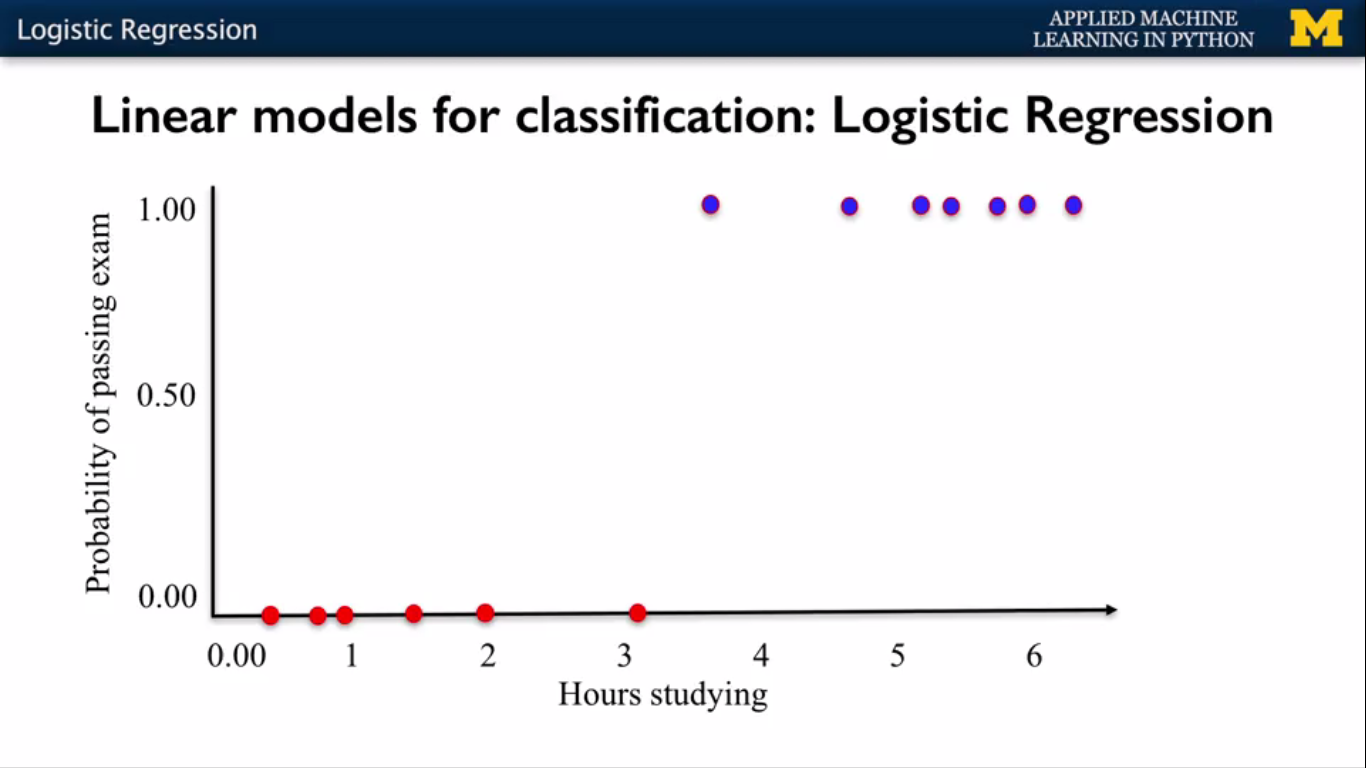 Logistic Regression
APPLIED MACHINE
LEARNING IN PYTHON
M
Linear models for classification: Logistic Regression
Probability of passing exam
1.00
0.50
0.00
0.00 1 2 3 4 5 6
Hours studying